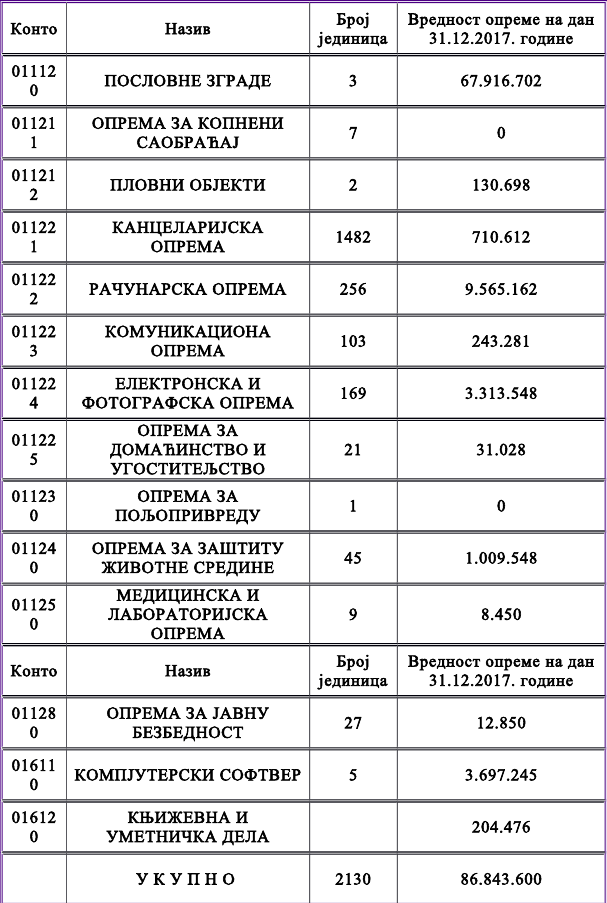 Конто Назив Број јединица Вредност опреме на дан 31.12.2017. године
011120 ПОСЛОВНЕ ЗГРАДЕ 3 67.916.702
011211 ОПРЕМА ЗА КОПНЕНИ САОБРАЋАЈ 7 0
011212 ПЛОВНИ ОБЈЕКТИ 2 130.698
011221 КАНЦЕЛАРИЈСКА ОПРЕМА 1482 710.612
011222 РАЧУНАРСКА ОПРЕМА 256 9.565.162
011223 КОМУНИКАЦИОНА ОПРЕМА 103 243.281
011224 ЕЛЕКТРОНСКА И ФОТОГРАФСКА ОПРЕМА 169 3.313.548
011225 ОПРЕМА ЗА ДОМАЋИНСТВО И УГОСТИТЕЉСТВО 21 31.028
011230 ОПРЕМА ЗА ПОЉОПРИВРЕДУ 1 0
011240 ОПРЕМА ЗА ЗАШТИТУ ЖИВОТНЕ СРЕДИНЕ 45 1.009.548
011250 МЕДИЦИНСКА И ЛАБОРАТОРИЈСКА ОПРЕМА 9 8.450
Конто Назив Број јединица Вредност опреме на дан 31.12.2017. године
011280 ОПРЕМА ЗА ЈАВНУ БЕЗБЕДНОСТ 27 12.850
016110 КОМПЈУТЕРСКИ СОФТВЕР 5 3.697.245
016120 КЊИЖЕВНА И УМЕТНИЧКА ДЕЛА 204.476
У К У П Н О 2130 86.843.600